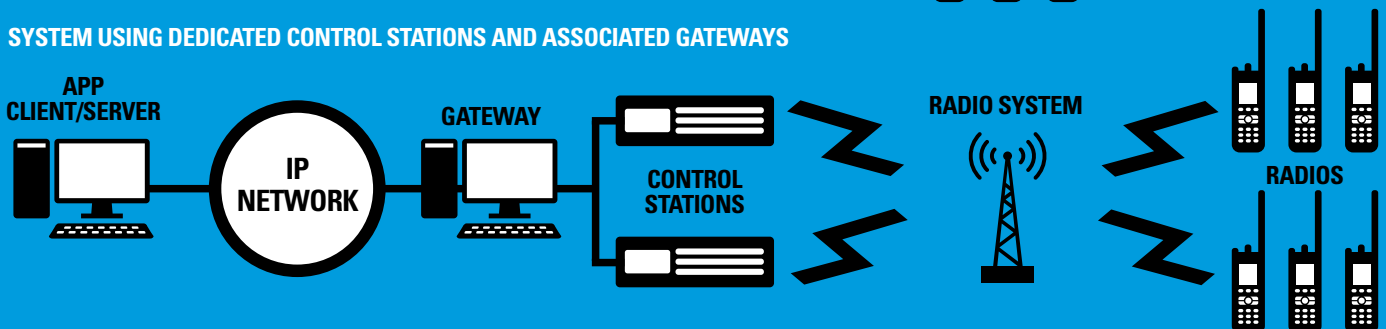 SYSTEM USING DEDICATED CONTROL STATIONS AND ASSOCIATED GATEWAYS
APP
CLIENT/SERVER
IP
NETWORK
GATEWAY
CONTROL
STATIONS
RADIO SYSTEM
RADIOS